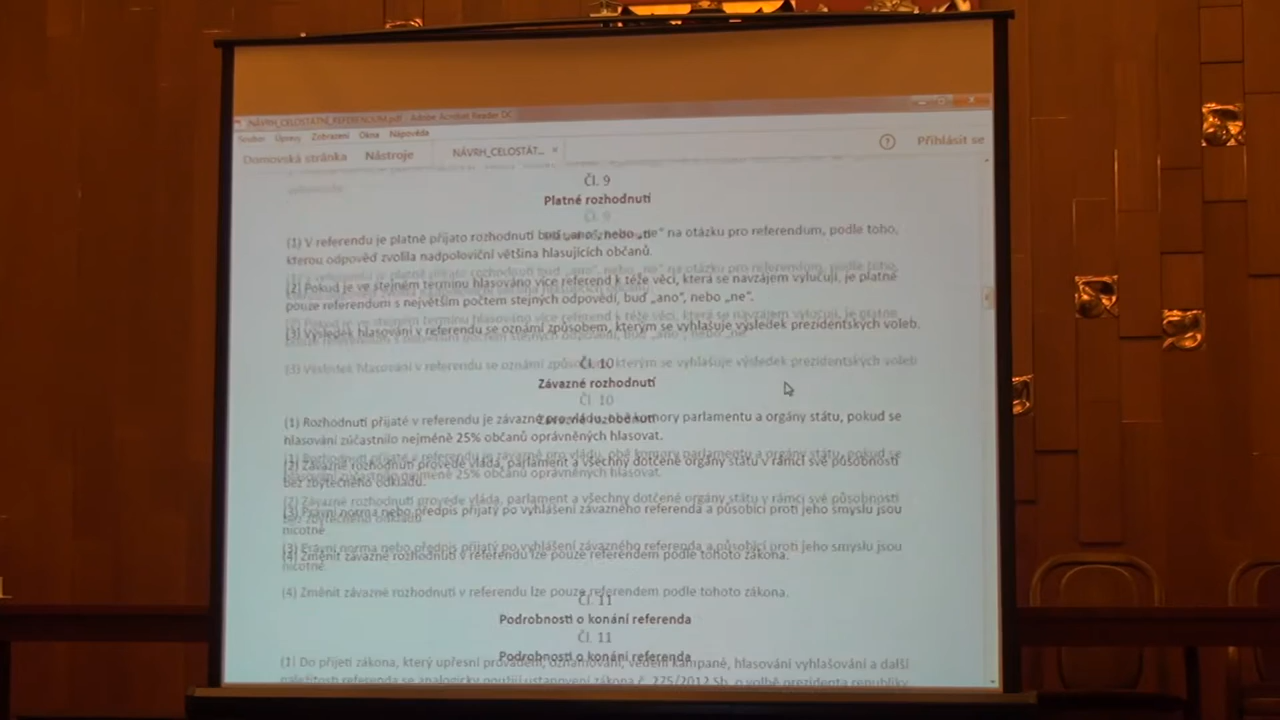 NÁVRH_CELOSTÁTNÍ_REFERENDUM.pdf - Adobe Acrobat Reader DC
Soubor Úpravy Zobrazení Okna Nápověda
Domovská stránka Nástroje NÁVRH_CELOSTÁT... × ? Přihlásit se
Čl. 9
Platné rozhodnutí
(1) V referendu je platně přijato rozhodnutí buď „ano“, nebo „ne“ na otázku pro referendum, podle toho,
kterou odpověď zvolila nadpoloviční většina hlasujících občanů.
(2) Pokud je ve stejném termínu hlasováno více referend k téže věci, která se navzájem vylučují, je platné
pouze referendum s největším počtem stejných odpovědí, buď „ano“, nebo „ne“.
(3) Výsledek hlasování v referendu se oznámí způsobem, kterým se vyhlašuje výsledek prezidentských voleb.
Čl. 10
Závazné rozhodnutí
(1) Rozhodnutí přijaté v referendu je závazné pro vládu, obě komory parlamentu a orgány státu, pokud se
hlasování zúčastnilo nejméně 25% občanů oprávněných hlasovat.
(2) Závazné rozhodnutí provede vláda, parlament a všechny dotčené orgány státu v rámci své působnosti
bez zbytečného odkladu.
(3) Právní norma nebo předpis přijatý po vyhlášení závazného referenda a působící proti jeho smyslu jsou
nicotné.
(4) Změnit závazné rozhodnutí v referendu lze pouze referendem podle tohoto zákona.
Čl. 11
Podrobnosti o konání referenda
(1) Do přijetí zákona, který upřesní provádění, oznamování, vedení kampaně, hlasování vyhlašování a další
náležitosti referenda se analogicky použijí ustanovení zákona č. 275/2012 Sb. o volbě prezidenta republiky